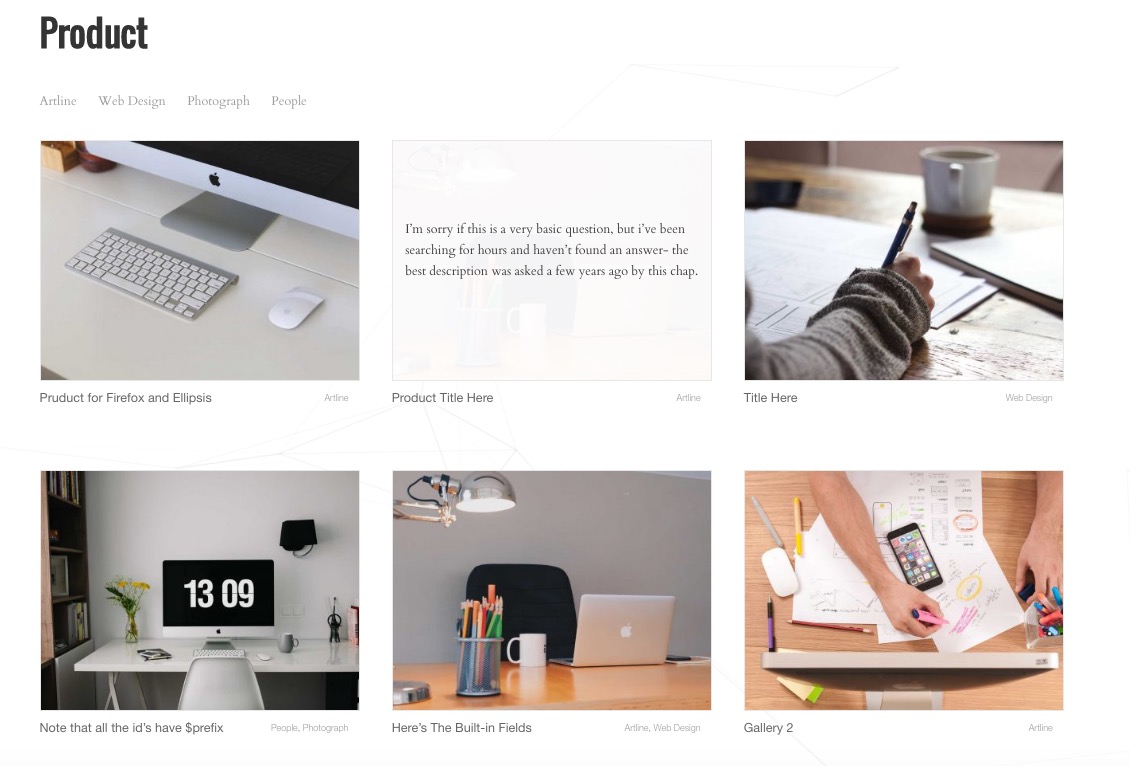 Product
Artline Web Design Photograph People
I'm sorry if this is a very basic question, but i've been
searching for hours and haven't found an answer- the
best description was asked a few years ago by this chap.
Pruduct for Firefox and Ellipsis Artline
Product Title Here Artline
Title Here Web Design
13 09
Note that all the id's have $prefix People, Photograph
Here's The Built-in Fields Artline, Web Design
Gallery 2 Artline